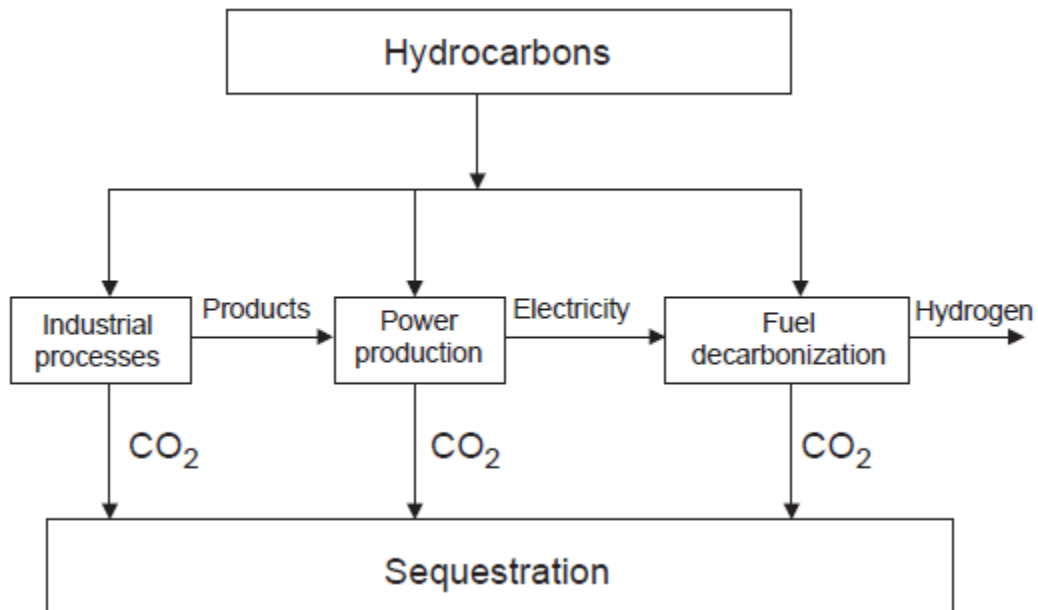 Hydrocarbons
Products
Electricity
Hydrogen
Industrial
processes
Power
production
Fuel
decarbonization
CO2
CO2
CO2
Sequestration